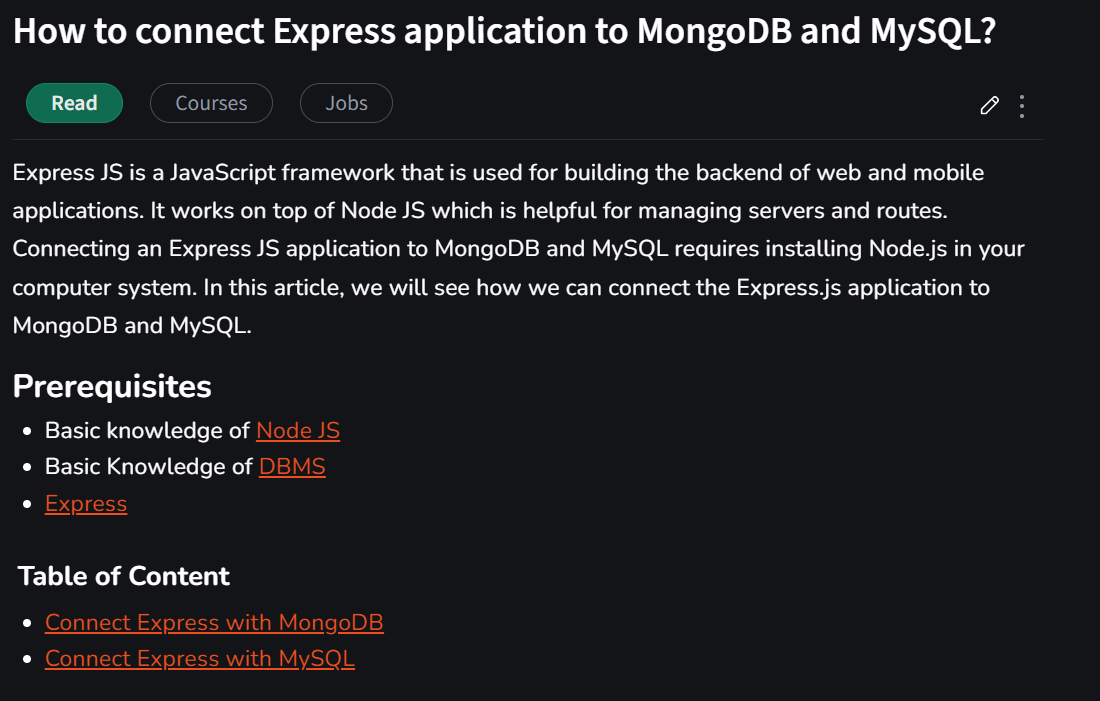 How to connect Express application to MongoDB and MySQL?
Read
Courses
Jobs
Express JS is a JavaScript framework that is used for building the backend of web and mobile
applications. It works on top of Node JS which is helpful for managing servers and routes.
Connecting an Express JS application to MongoDB and MySQL requires installing Node.js in your
computer system. In this article, we will see how we can connect the Express.js application to
MongoDB and MySQL.
Prerequisites
Basic knowledge of Node JS
Basic Knowledge of DBMS
Express
Table of Content
Connect Express with MongoDB
Connect Express with MySQL